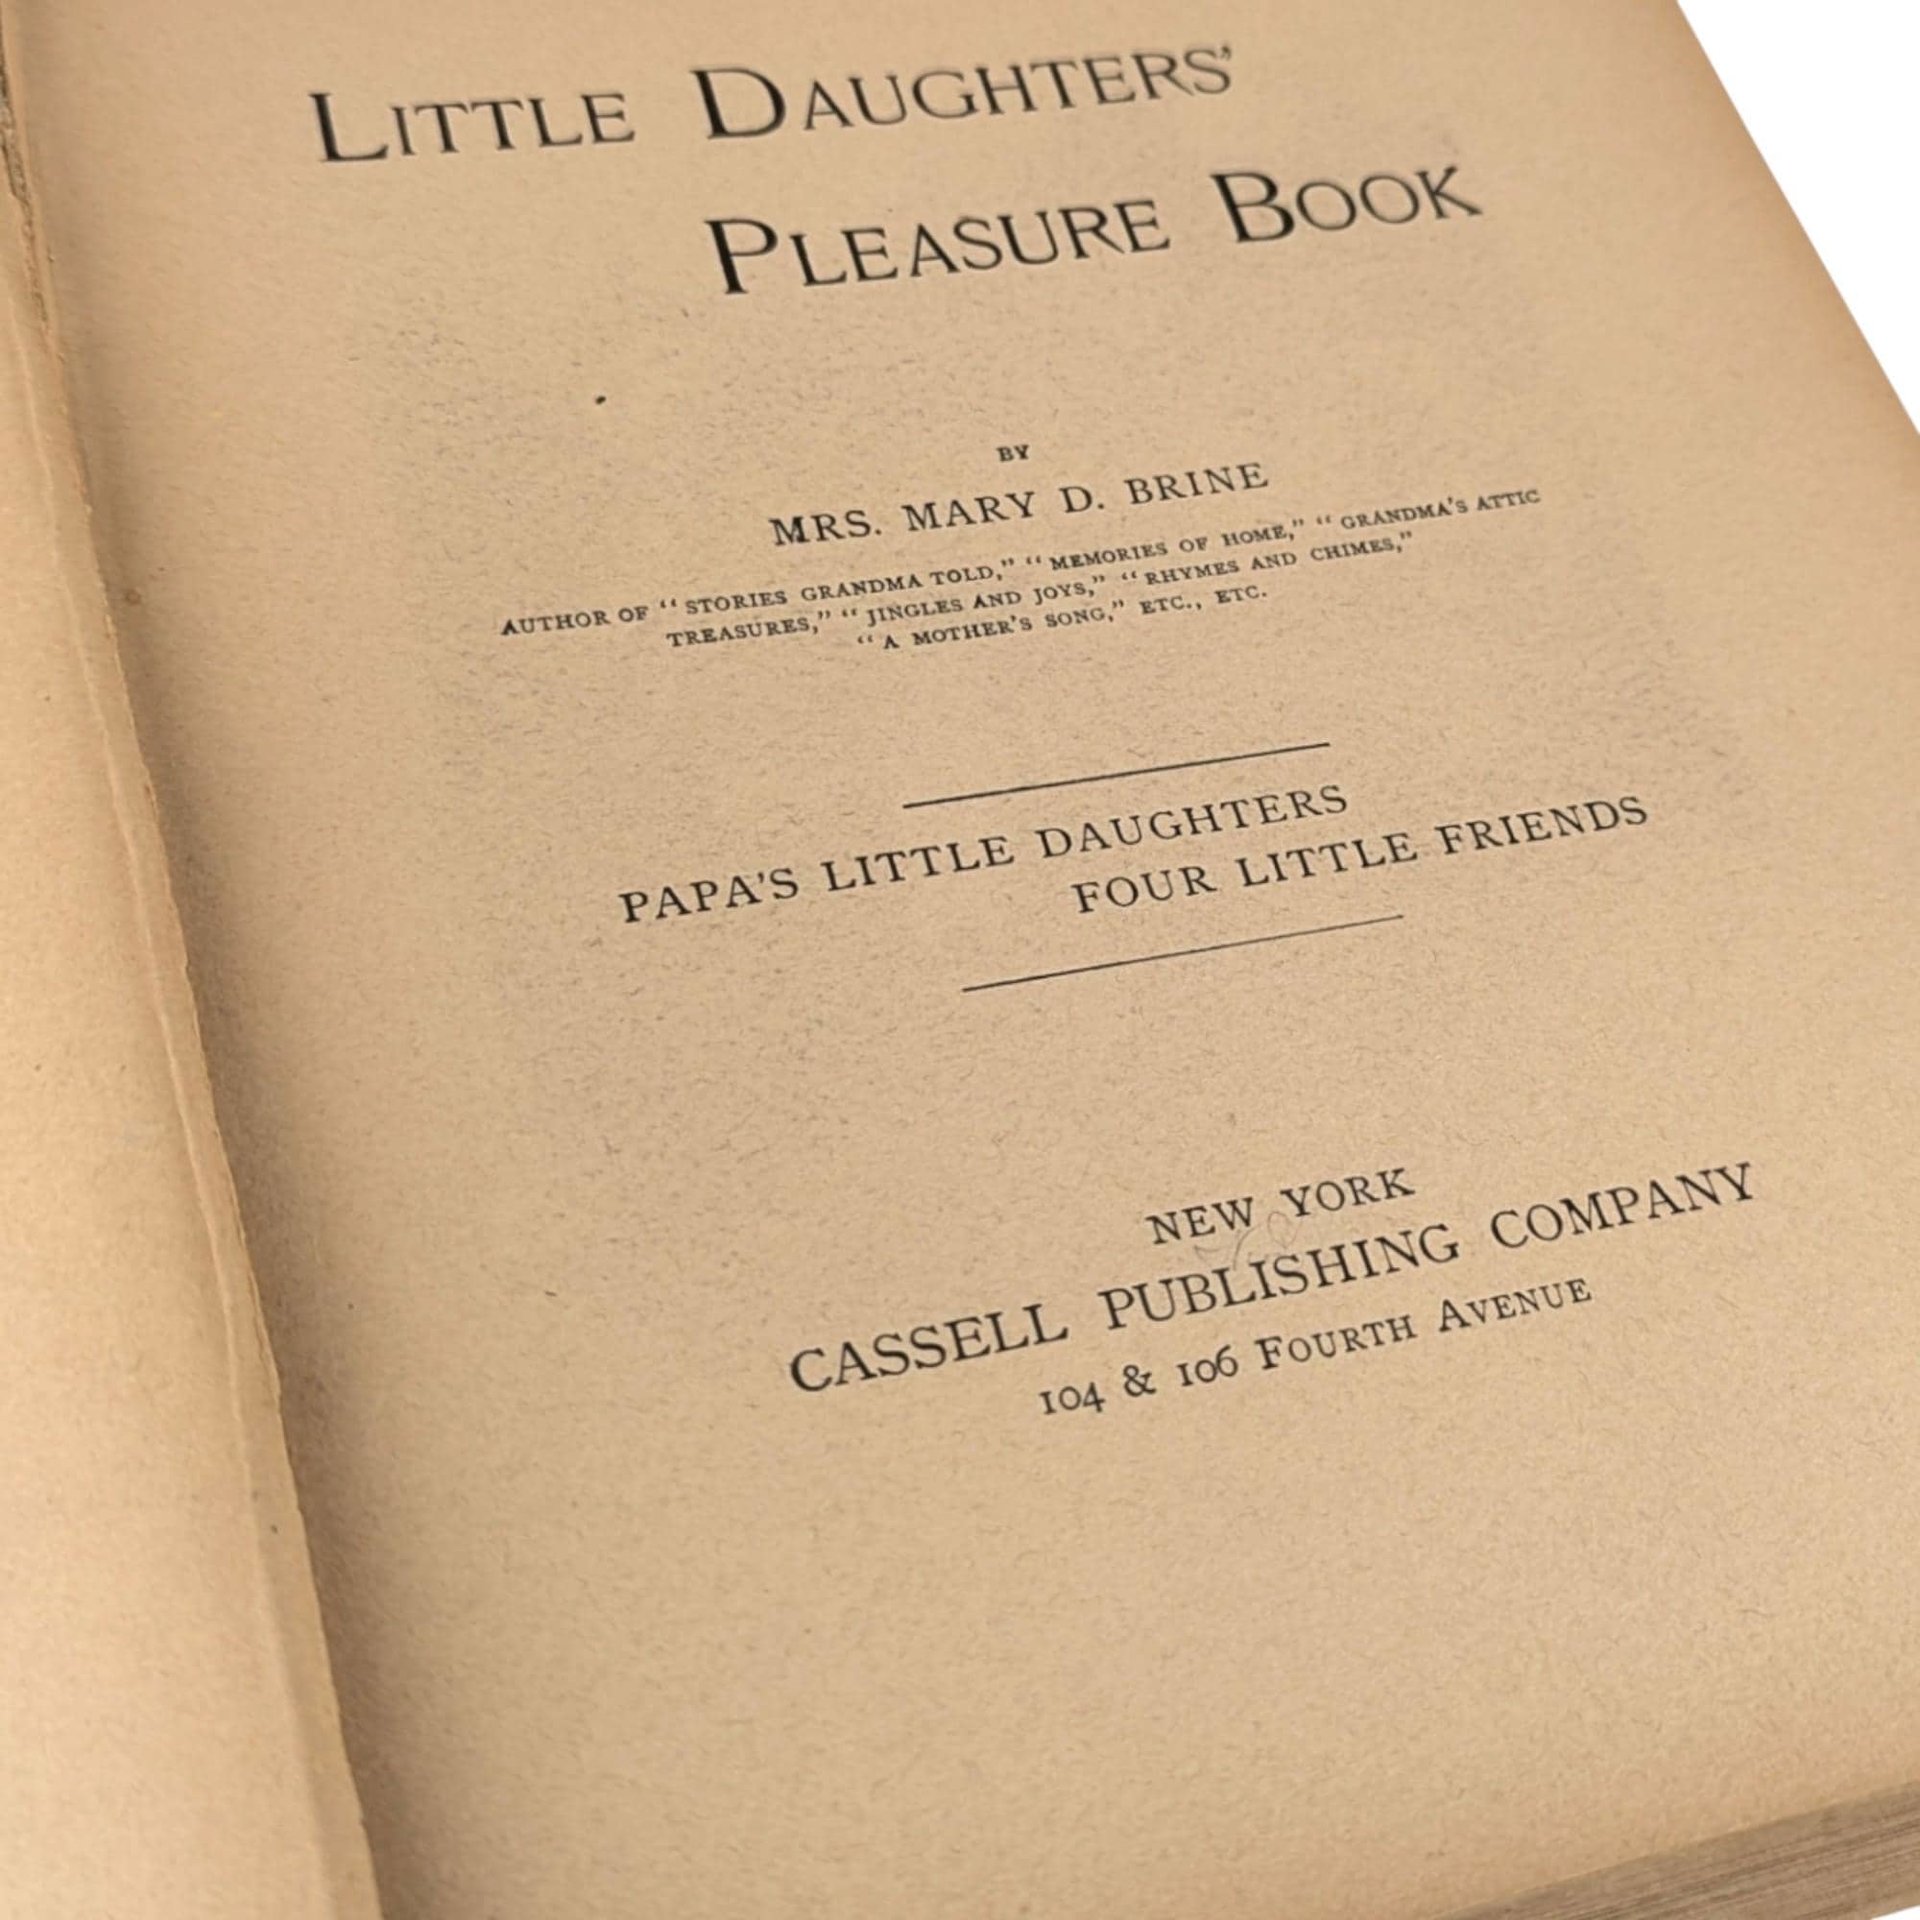 LITTLE DAUGHTERS'
PLEASURE BOOK
BY
MRS. MARY D. BRINE
AUTHOR OF "STORIES GRANDMA TOLD," "MEMORIES OF HOME," "GRANDMA'S ATTIC
TREASURES," "JINGLES AND JOYS," "RHYMES AND CHIMES,"
"A MOTHER'S SONG," ETC., ETC.
PAPA'S LITTLE DAUGHTERS
FOUR LITTLE FRIENDS
NEW YORK
CASSELL PUBLISHING COMPANY
104 & 106 FOURTH AVENUE